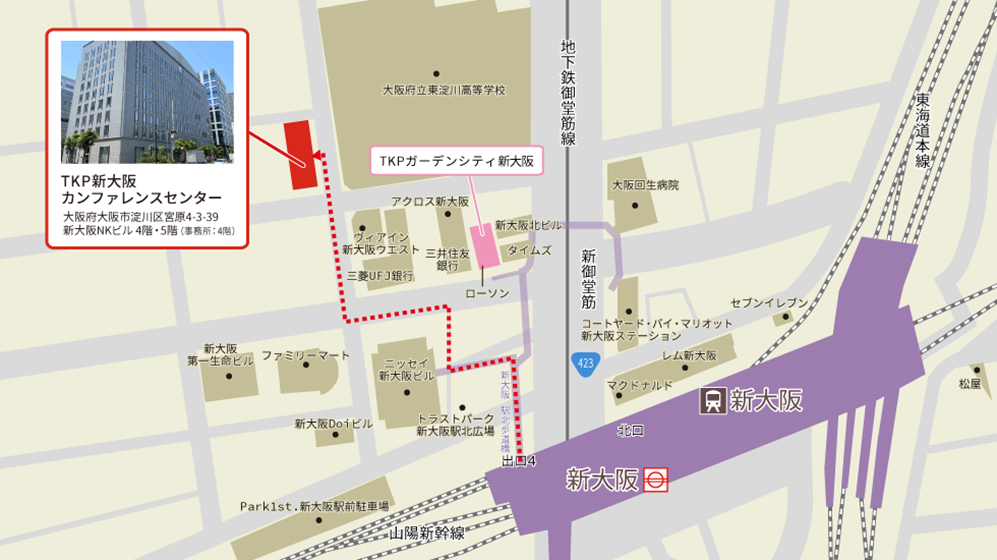 TKP新大阪
カンファレンスセンター
大阪府大阪市淀川区宮原4-3-39
新大阪NKビル 4階・5階（事務所：4階）
大阪府立東淀川高等学校
地下鉄御堂筋線
東海道本線
TKPガーデンシティ新大阪
アクロス新大阪
大阪回生病院
新大阪北ビル
ヴィアイン
新大阪ウエスト
三井住友
銀行
タイムズ
三菱UFJ銀行
ローソン
新御堂筋
セブンイレブン
コートヤード・バイ・マリオット
新大阪ステーション
新大阪
第一生命ビル
ファミリーマート
ニッセイ
新大阪ビル
423
レム新大阪
マクドナルド
松屋
新大阪
新大阪駅北歩道橋
トラストパーク
新大阪駅北広場
新大阪Doiビル
北口
出口4
新大阪
Park1st.新大阪駅前駐車場
山陽新幹線